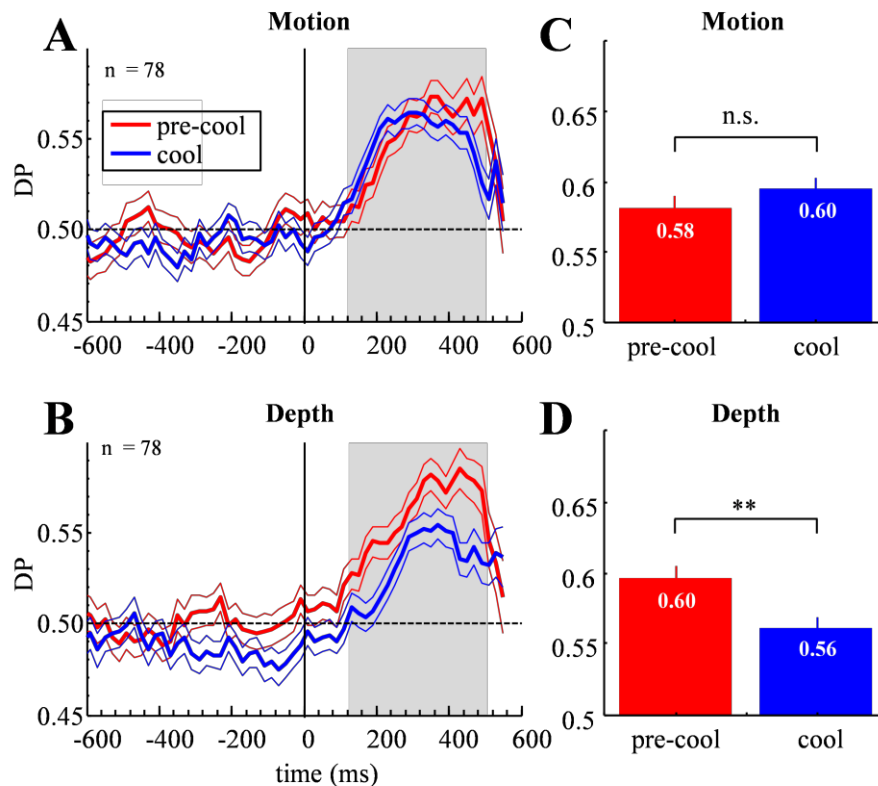 A
Motion
n = 78
pre-cool
cool
DP
0.55
0.50
0.45
-600 -400 -200 0 200 400 600
C
Motion
n.s.
0.65
0.6
0.55
0.5
0.58
0.60
pre-cool cool
B
Depth
n = 78
DP
0.55
0.50
0.45
-600 -400 -200 0 200 400 600
time (ms)
D
Depth
**
0.65
0.6
0.55
0.5
0.60
0.56
pre-cool cool